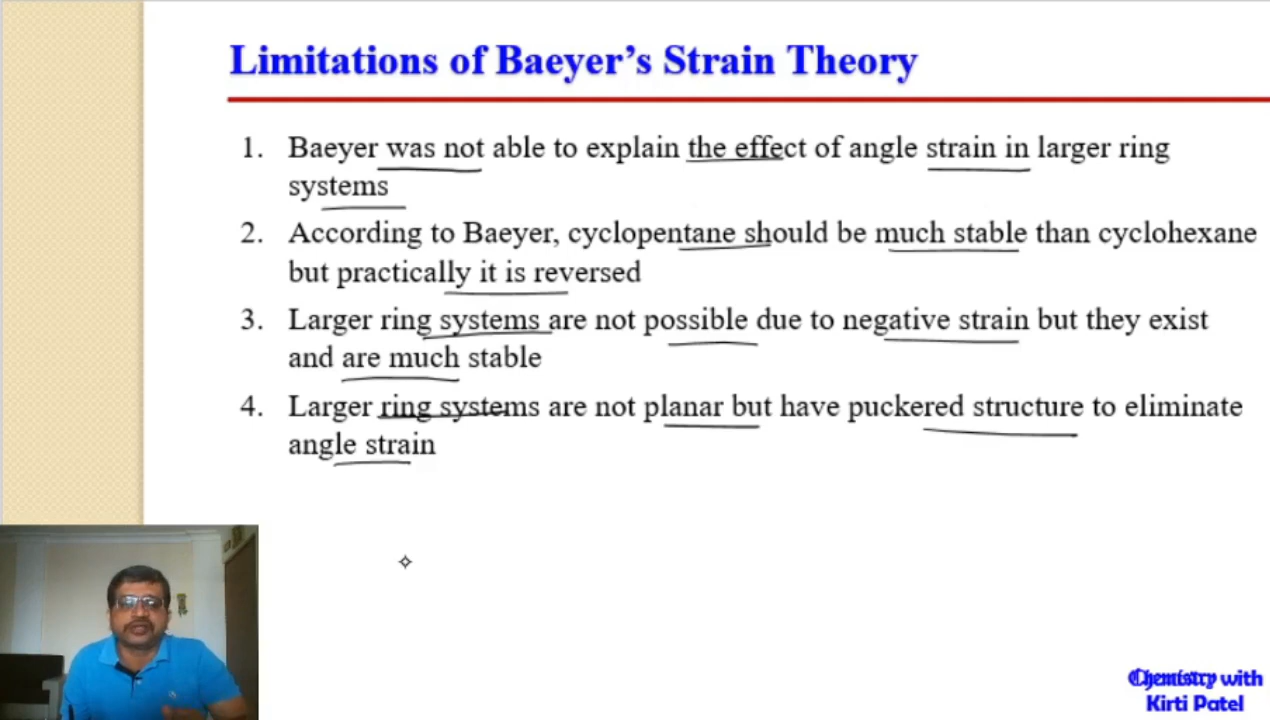 Limitations of Baeyer’s Strain Theory
1. Baeyer was not able to explain the effect of angle strain in larger ring
systems
2. According to Baeyer, cyclopentane should be much stable than cyclohexane
but practically it is reversed
3. Larger ring systems are not possible due to negative strain but they exist
and are much stable
4. Larger ring systems are not planar but have puckered structure to eliminate
angle strain
Chemistry with
Kirti Patel